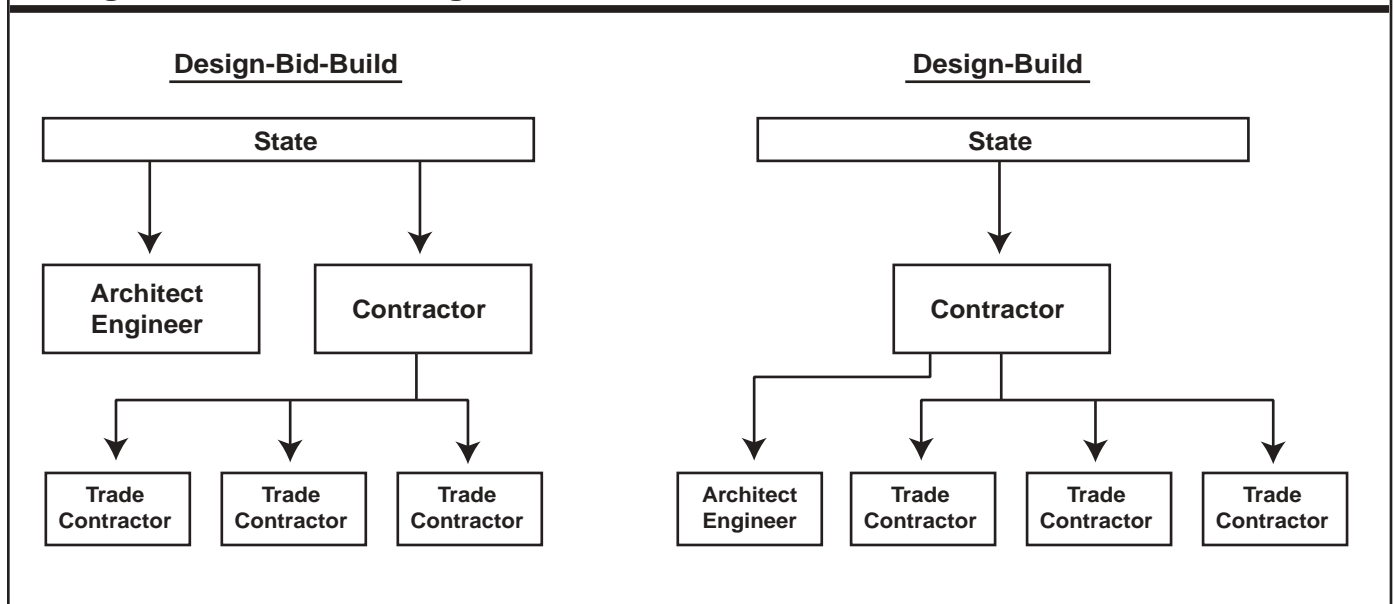 Design-Bid-Build
State
Architect
Engineer
Contractor
Trade
Contractor
Trade
Contractor
Trade
Contractor
Design-Build
State
Contractor
Architect
Engineer
Trade
Contractor
Trade
Contractor
Trade
Contractor